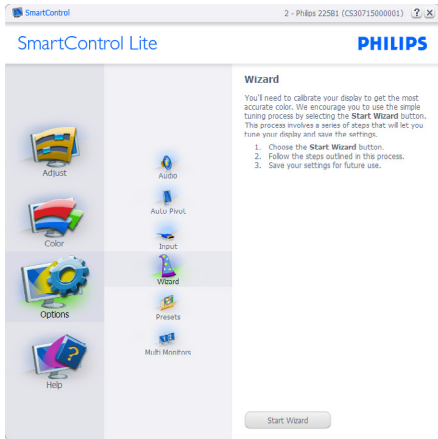 SmartControl
2 - Philips 225B1 (CS30715000001)
SmartControl Lite
PHILIPS
Adjust
Color
Options
Help
Audio
Auto Pivot
Input
Wizard
Presets
Multi Monitors
Wizard
You'll need to calibrate your display to get the most
accurate color. We encourage you to use the simple
tuning process by selecting the Start Wizard button.
This process involves a series of steps that will let you
tune your display and save the settings.
1. Choose the Start Wizard button.
2. Follow the steps outlined in this process.
3. Save your settings for future use.
Start Wizard